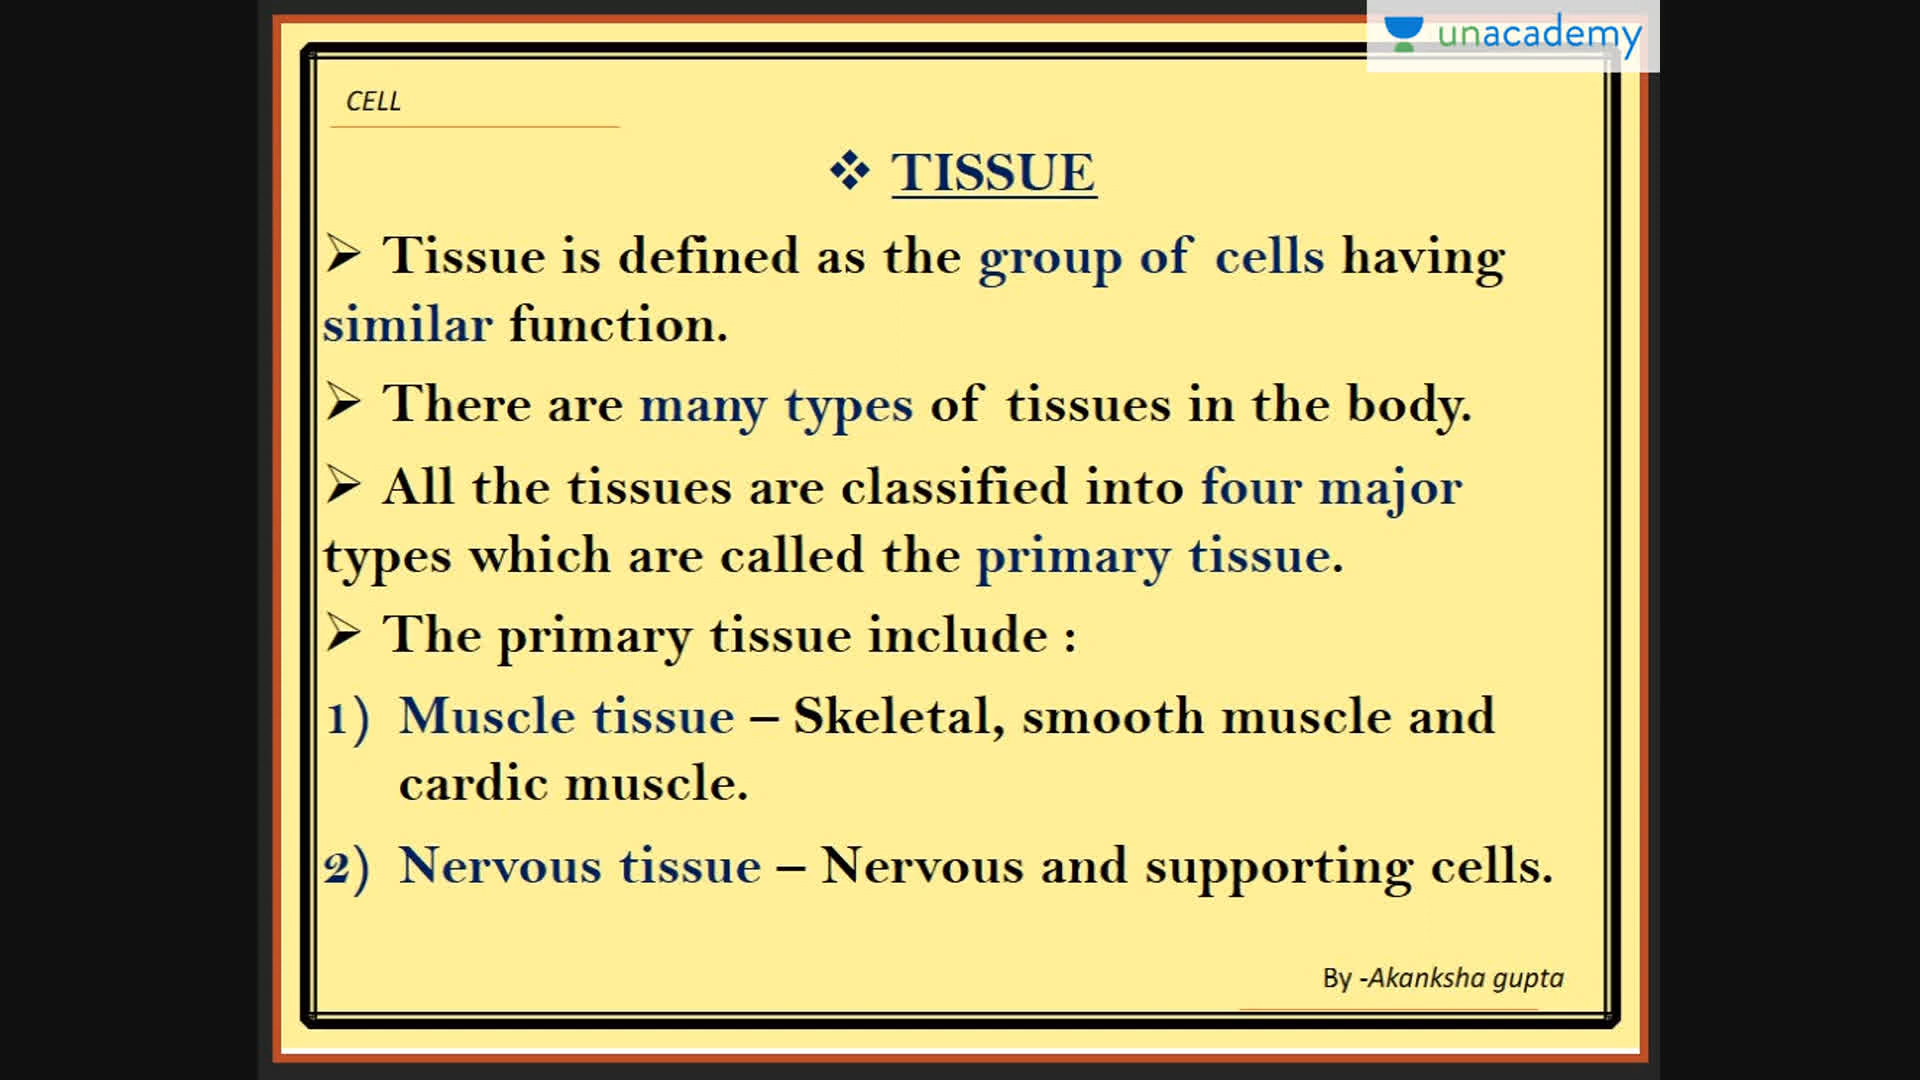 unacademy
CELL
❖ TISSUE
➢ Tissue is defined as the group of cells having
similar function.
➢ There are many types of tissues in the body.
➢ All the tissues are classified into four major
types which are called the primary tissue.
➢ The primary tissue include :
1) Muscle tissue – Skeletal, smooth muscle and
cardic muscle.
2) Nervous tissue – Nervous and supporting cells.
By -Akanksha gupta